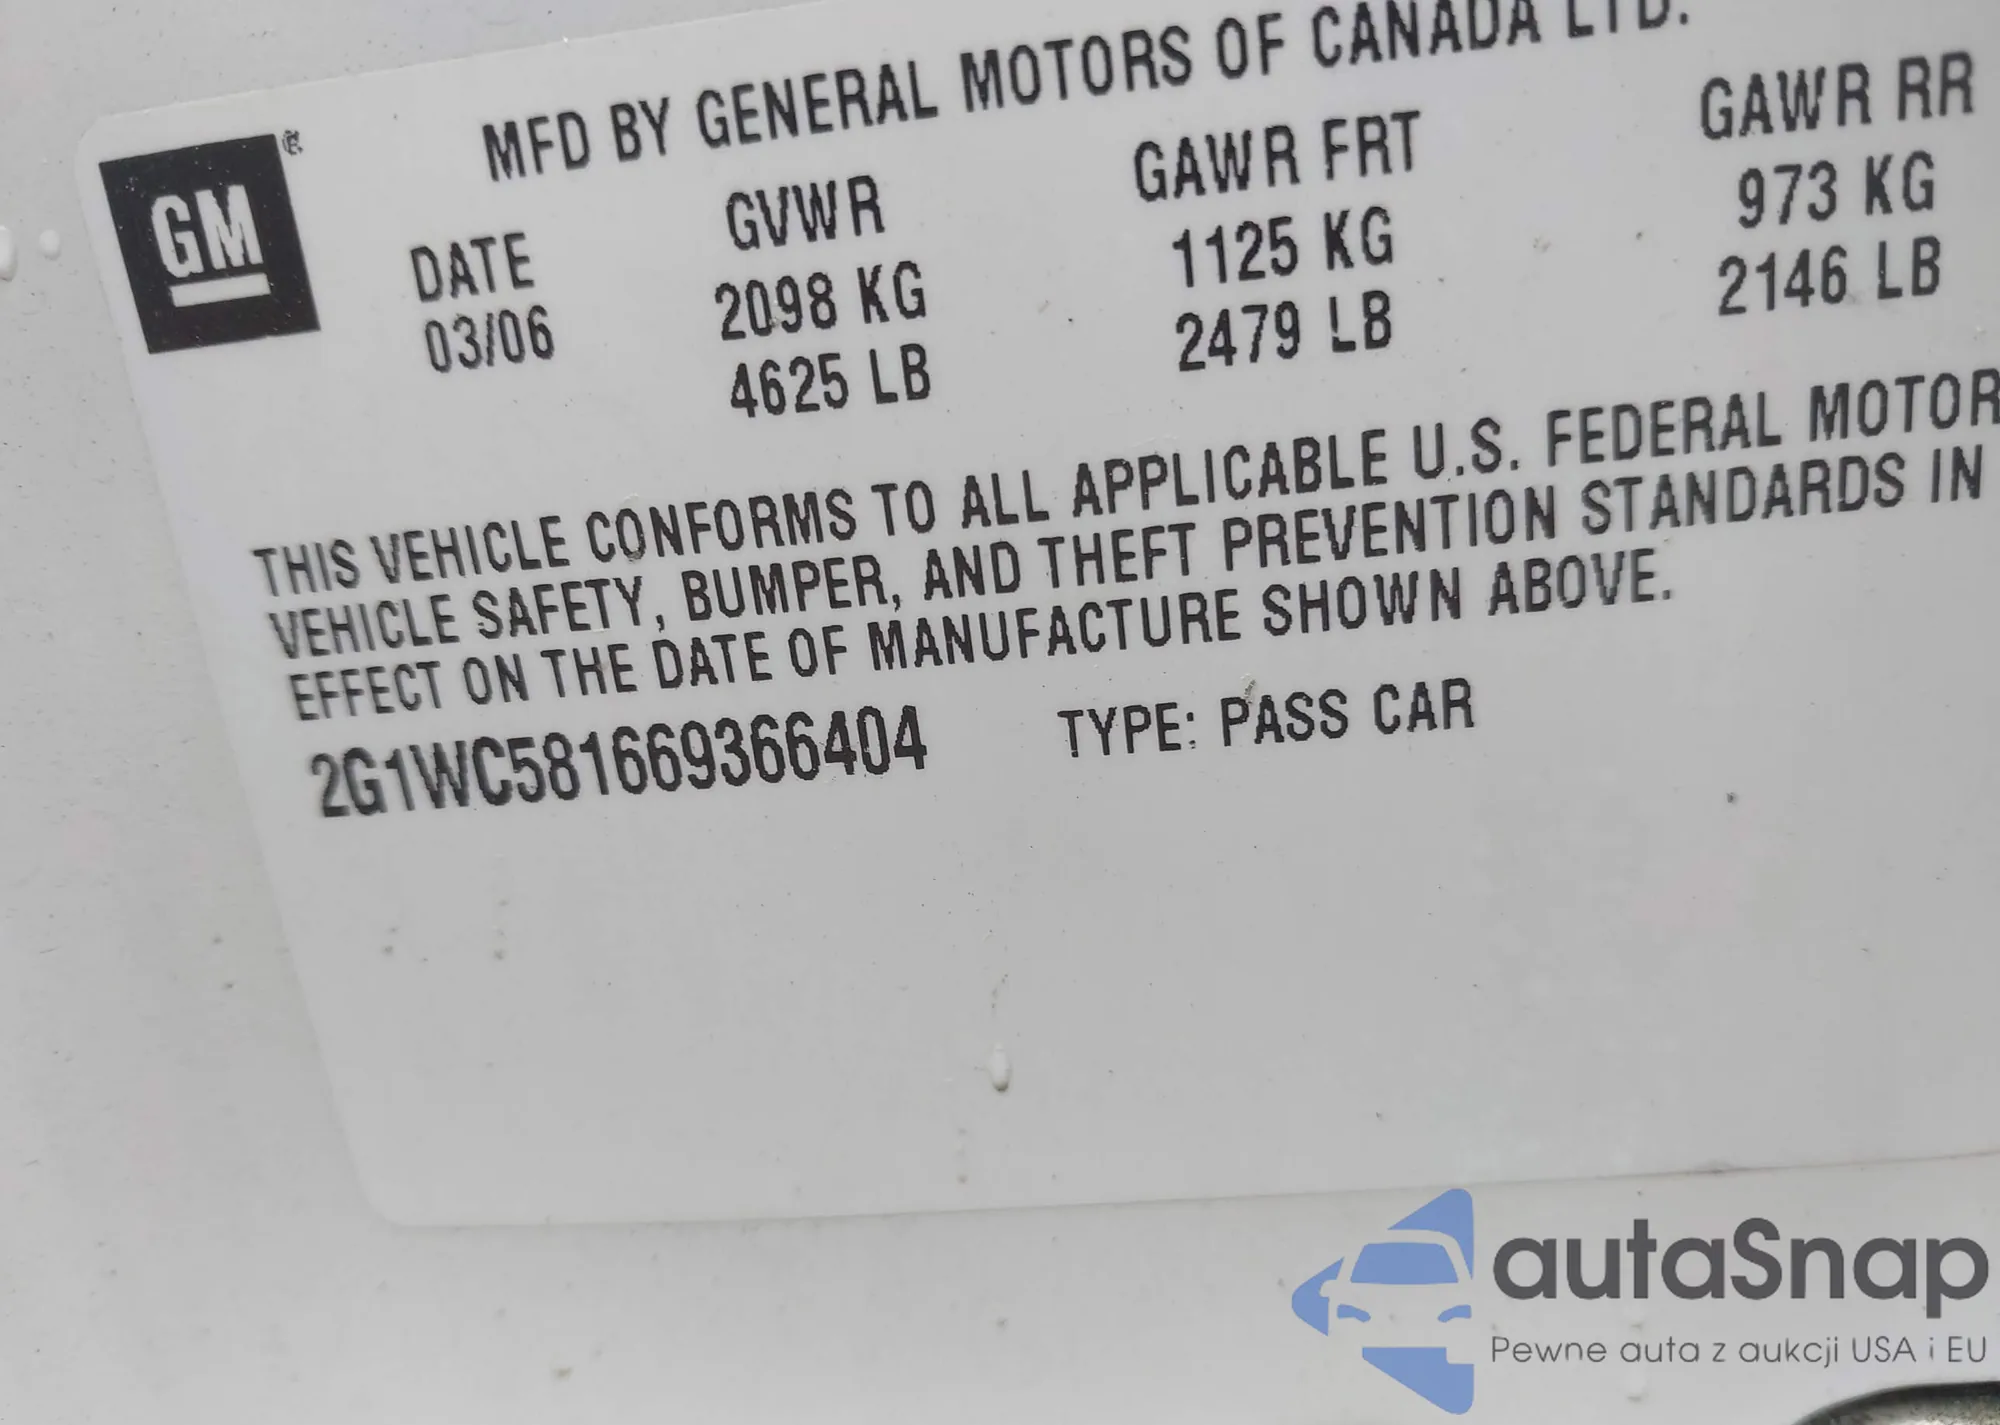 MFD BY GENERAL MOTORS OF CANADA LTD.
GM
DATE GVWR GAWR FRT GAWR RR
03/06 2098 KG 1125 KG 973 KG
4625 LB 2479 LB 2146 LB
THIS VEHICLE CONFORMS TO ALL APPLICABLE U.S. FEDERAL MOTOR
VEHICLE SAFETY, BUMPER, AND THEFT PREVENTION STANDARDS IN
EFFECT ON THE DATE OF MANUFACTURE SHOWN ABOVE.
2G1WC581669366404 TYPE: PASS CAR
autaSnap
Pewne auta z aukcji USA i EU